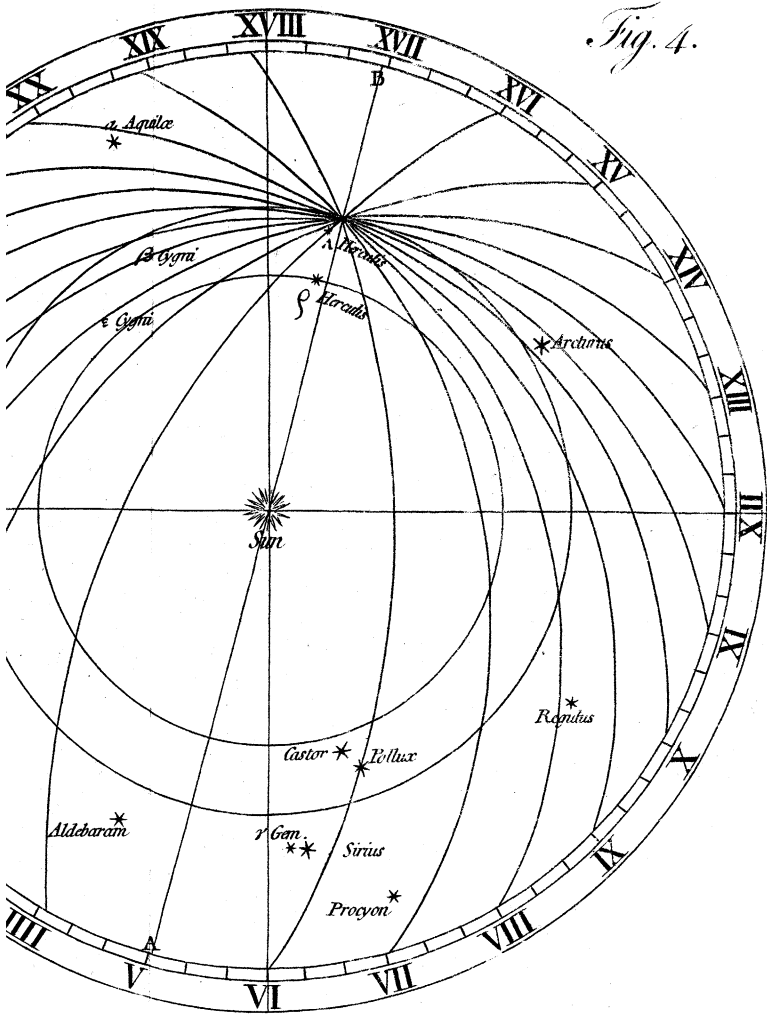 Fig. 4.
XVIII
XIX
XVII
XX
B
XVI
α Aquilæ
XV
λ Herculis
β Cygni
XIV
ϱ Herculis
ε Cygni
Arcturus
XIII
XII
Sun
XI
Regulus
Castor
Pollux
X
Aldebaram
γ Gem.
Sirius
IX
Procyon
VIII
IIII
A
V
VI
VII